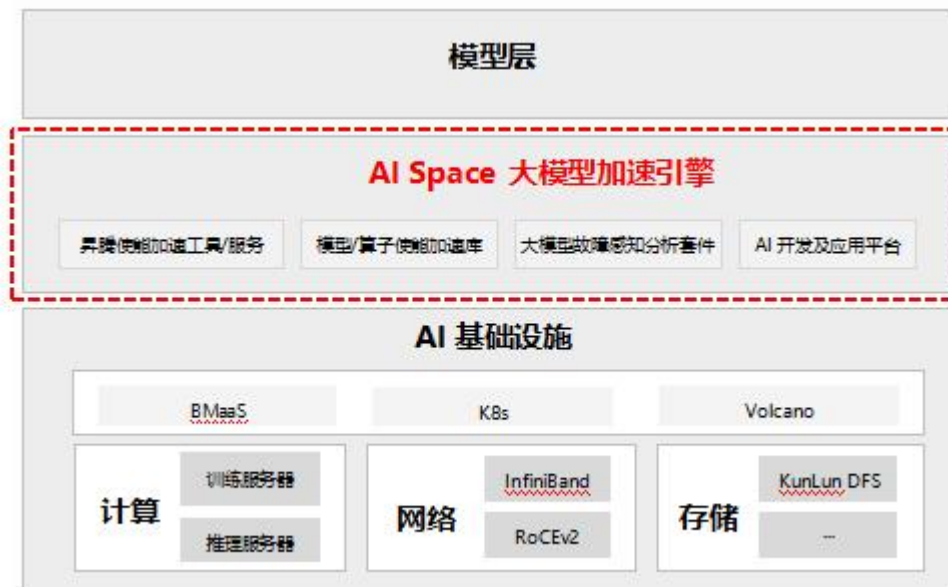 模型层
AI Space 大模型加速引擎
昇腾使能加速工具/服务 模型/算子使能加速库 大模型故障感知分析套件 AI 开发及应用平台
AI 基础设施
BMaaS K8s Volcano
计算 训练服务器 推理服务器
网络 InfiniBand RoCEv2
存储 KunLun DFS ...